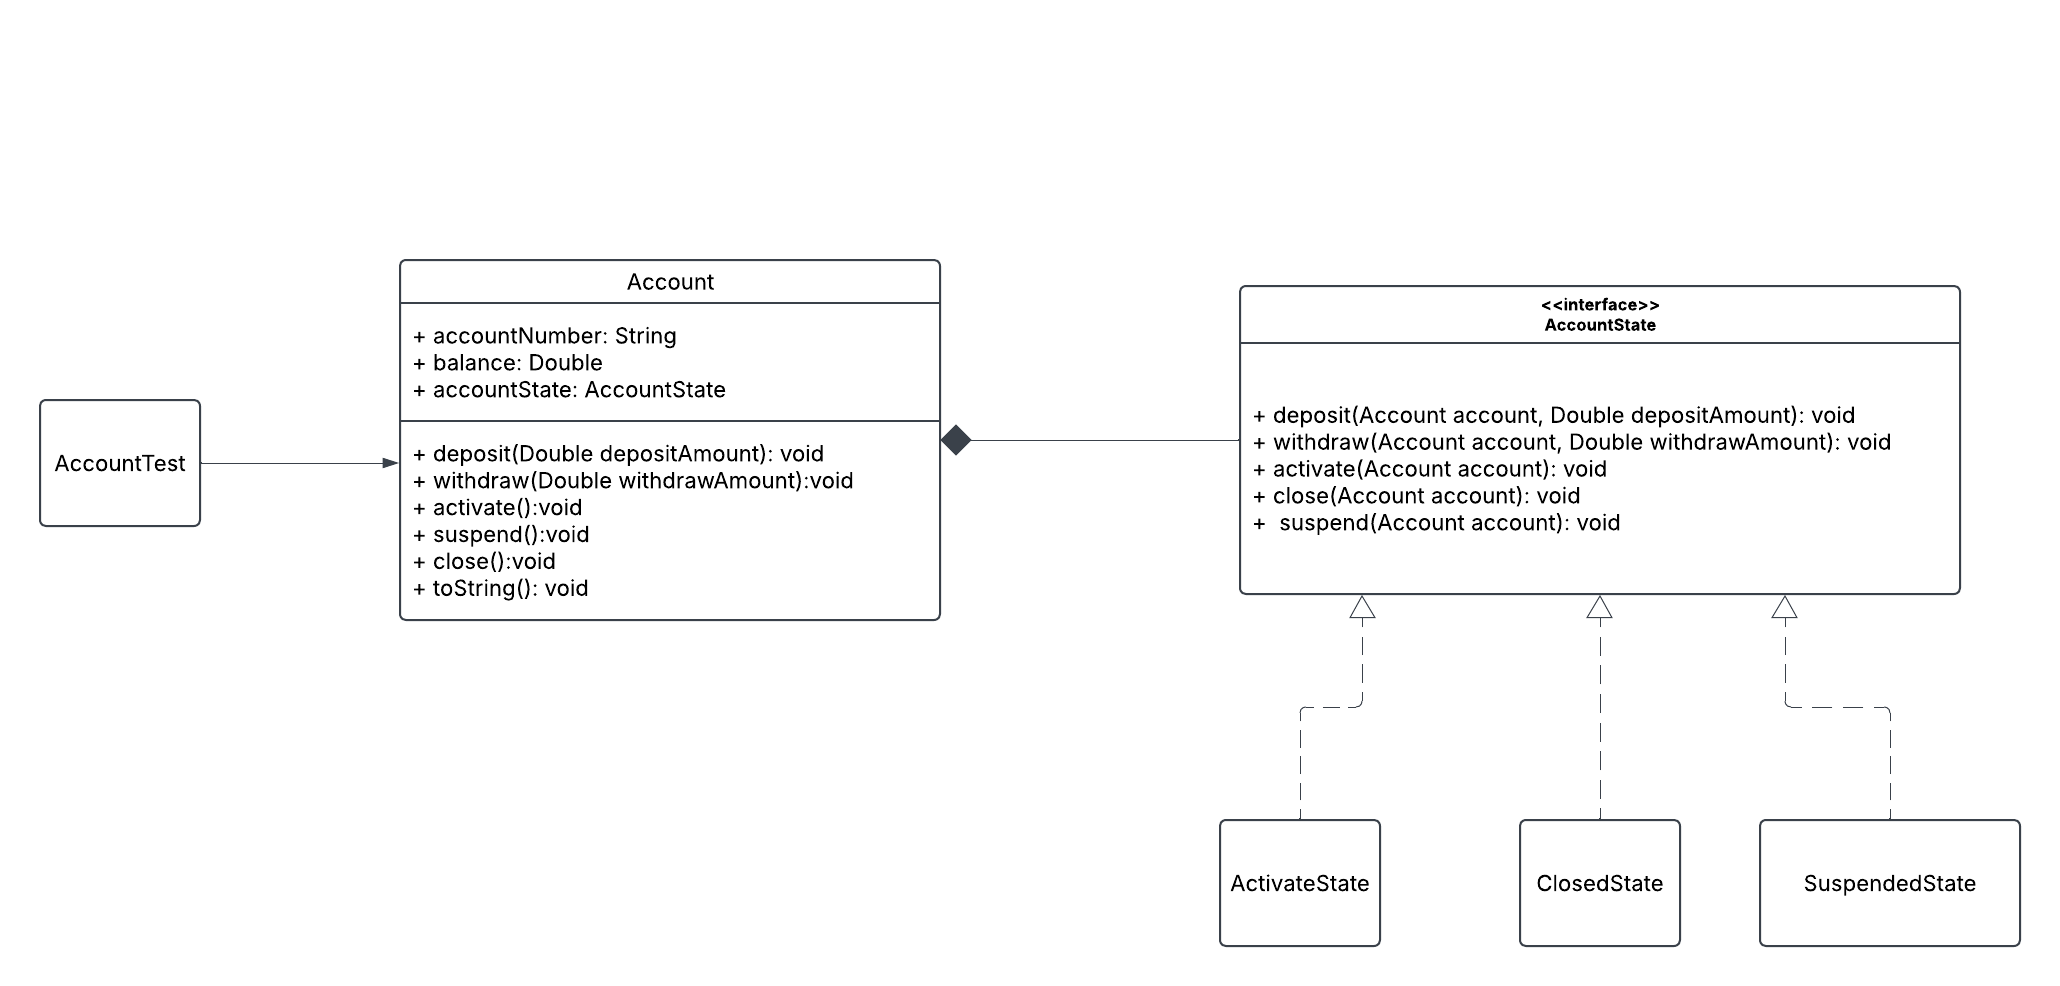 AccountTest
Account
+ accountNumber: String
+ balance: Double
+ accountState: AccountState
+ deposit(Double depositAmount): void
+ withdraw(Double withdrawAmount):void
+ activate():void
+ suspend():void
+ close():void
+ toString(): void
<<interface>>
AccountState
+ deposit(Account account, Double depositAmount): void
+ withdraw(Account account, Double withdrawAmount): void
+ activate(Account account): void
+ close(Account account): void
+  suspend(Account account): void
ActivateState
ClosedState
SuspendedState